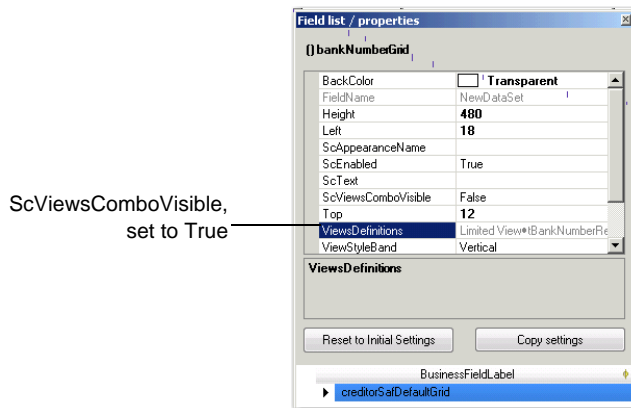 Field list / properties
() bankNumberGrid
BackColor Transparent
FieldName NewDataSet
Height 480
Left 18
ScAppearanceName
ScEnabled True
ScText
ScViewsComboVisible False
Top 12
ViewsDefinitions Limited View•tBankNumberRe
ViewStyleBand Vertical
ScViewsComboVisible,
set to True
ViewsDefinitions
Reset to Initial Settings Copy settings
BusinessFieldLabel
creditorSafDefaultGrid